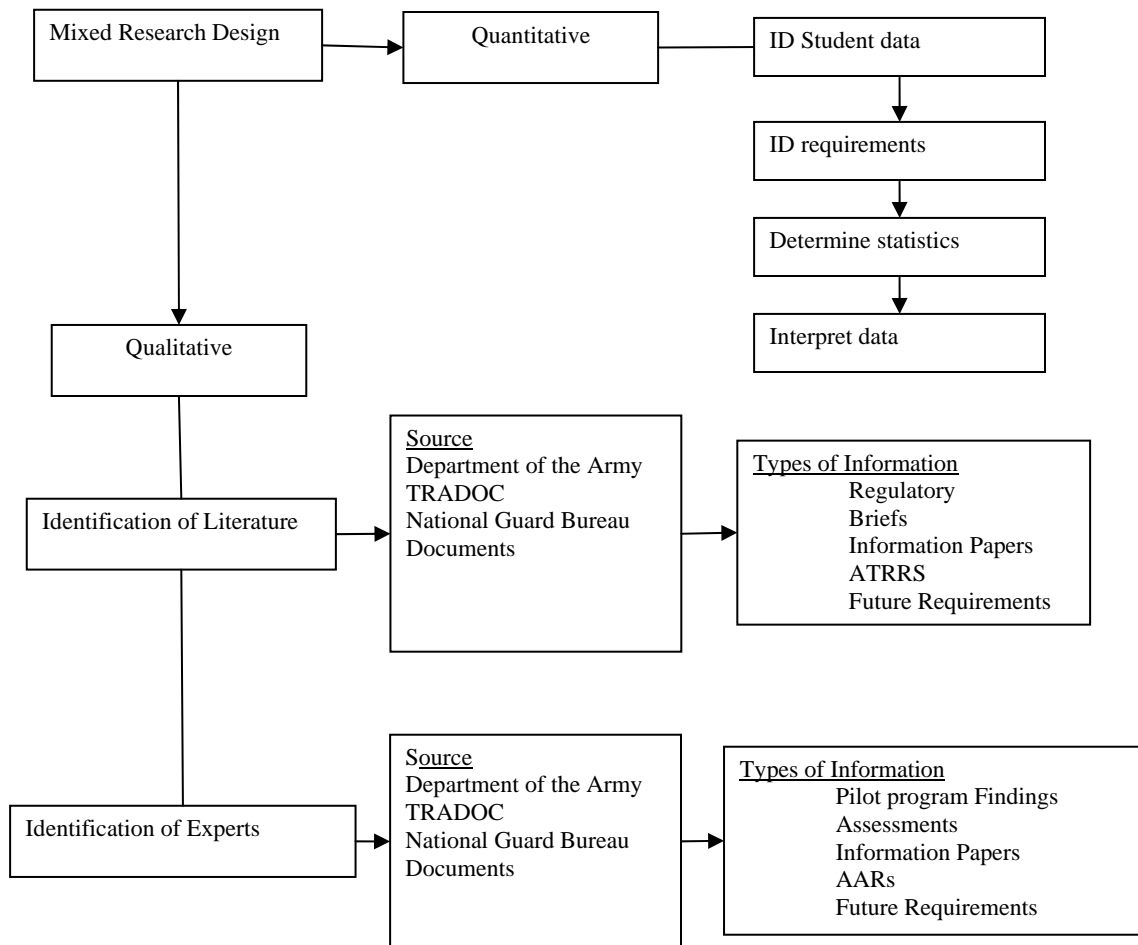 Mixed Research Design
Quantitative
ID Student data
ID requirements
Determine statistics
Interpret data
Qualitative
Identification of Literature
Source
Department of the Army
TRADOC
National Guard Bureau
Documents
Types of Information
Regulatory
Briefs
Information Papers
ATRRS
Future Requirements
Identification of Experts
Source
Department of the Army
TRADOC
National Guard Bureau
Documents
Types of Information
Pilot program Findings
Assessments
Information Papers
AARs
Future Requirements